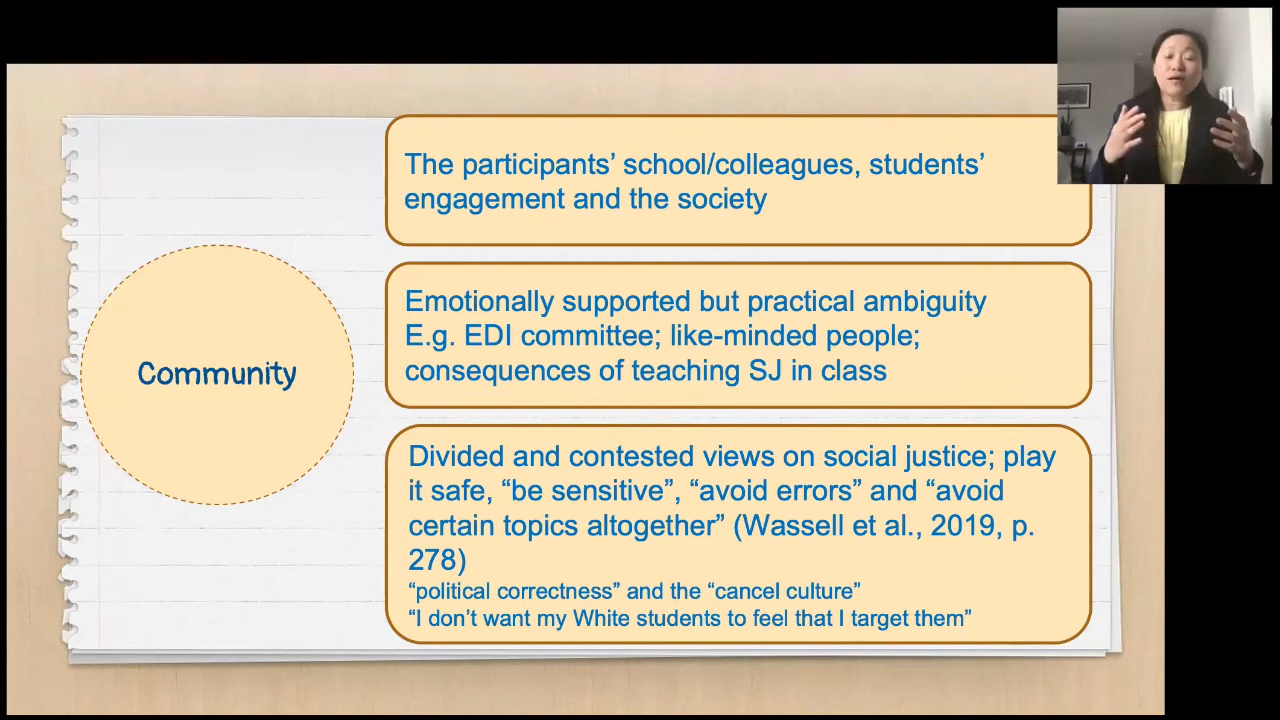 The participants’ school/colleagues, students’
engagement and the society
Community
Emotionally supported but practical ambiguity
E.g. EDI committee; like-minded people;
consequences of teaching SJ in class
Divided and contested views on social justice; play
it safe, “be sensitive”, “avoid errors” and “avoid
certain topics altogether” (Wassell et al., 2019, p.
278)
“political correctness” and the “cancel culture”
“I don’t want my White students to feel that I target them”